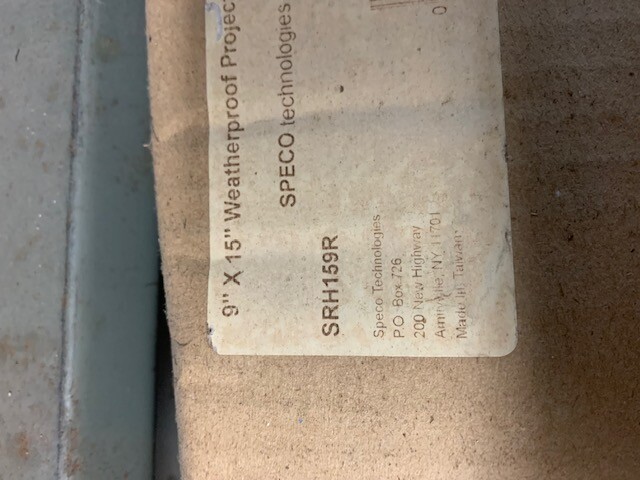 9" X 15" Weatherproof Projec
SPECO technologies
SRH159R
Speco Technologies
P.O. Box 726
200 New Highway
Amityville, NY 11701
Made in Taiwan
0